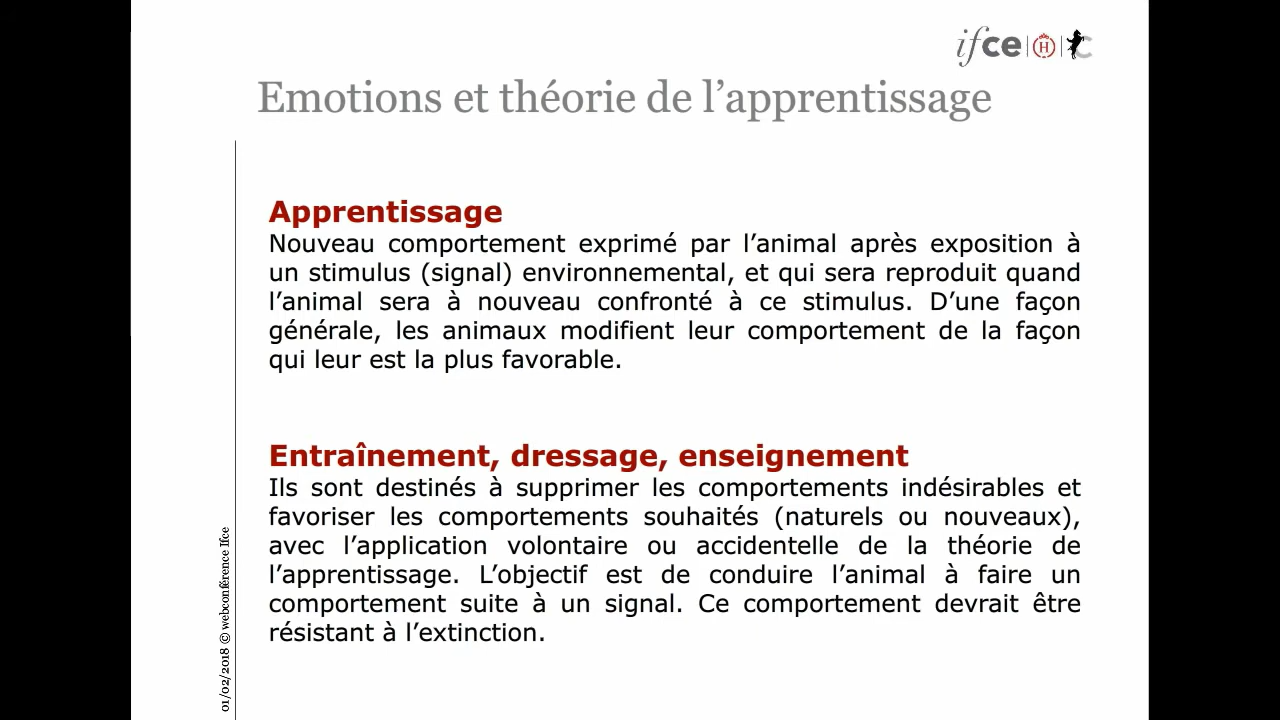 ifce
H
Emotions et théorie de l’apprentissage
Apprentissage
Nouveau comportement exprimé par l’animal après exposition à
un stimulus (signal) environnemental, et qui sera reproduit quand
l’animal sera à nouveau confronté à ce stimulus. D’une façon
générale, les animaux modifient leur comportement de la façon
qui leur est la plus favorable.
Entraînement, dressage, enseignement
Ils sont destinés à supprimer les comportements indésirables et
favoriser les comportements souhaités (naturels ou nouveaux),
avec l’application volontaire ou accidentelle de la théorie de
l’apprentissage. L’objectif est de conduire l’animal à faire un
comportement suite à un signal. Ce comportement devrait être
résistant à l’extinction.
01/02/2018 © webconférence Ifce